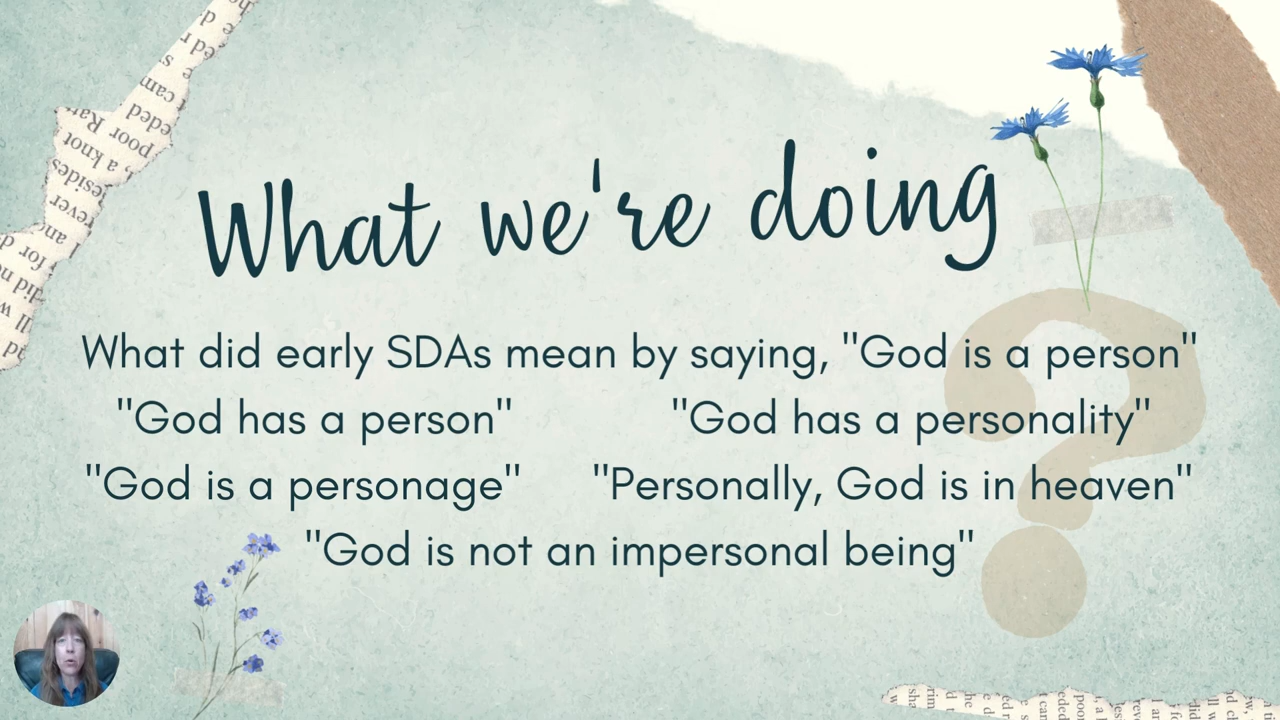 What we're doing
What did early SDAs mean by saying, "God is a person"
"God has a person" "God has a personality"
"God is a personage" "Personally, God is in heaven"
"God is not an impersonal being"